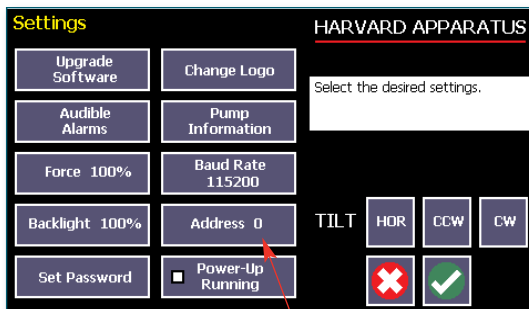 Settings
HARVARD APPARATUS
Upgrade
Software
Change Logo
Select the desired settings.
Audible
Alarms
Pump
Information
Force 100%
Baud Rate
115200
Backlight 100%
Address 0
TILT
HOR
CCW
CW
Set Password
Power-Up
Running